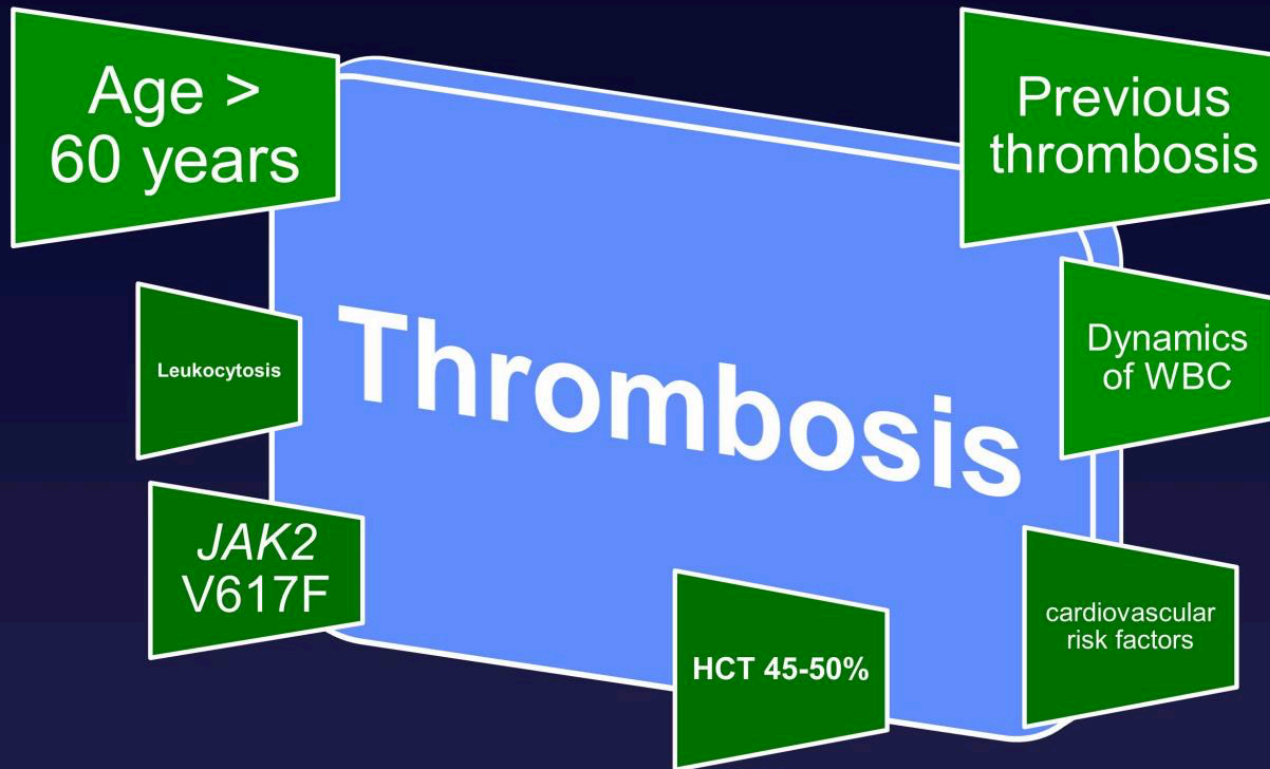 Age >
60 years
Previous
thrombosis
Leukocytosis
Thrombosis
Dynamics
of WBC
JAK2
V617F
HCT 45-50%
cardiovascular
risk factors